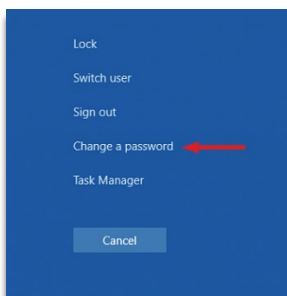 Lock
Switch user
Sign out
Change a password
Task Manager
Cancel